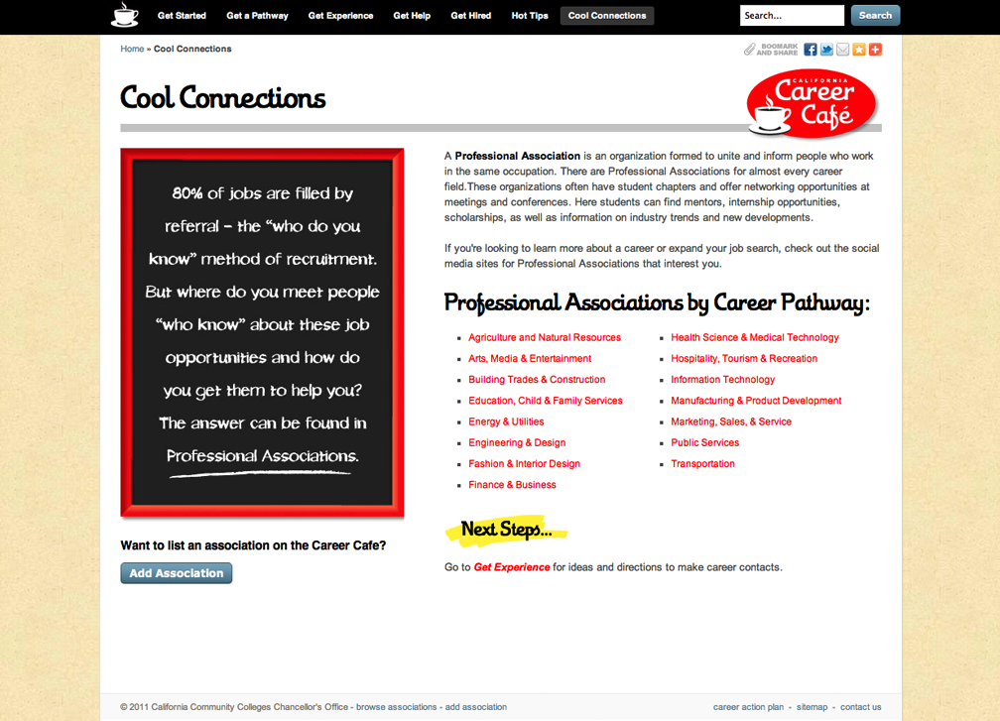 Get Started Get a Pathway Get Experience Get Help Get Hired Hot Tips Cool Connections Search... Search
Home » Cool Connections
BOOMARK
AND SHARE
Cool Connections
CALIFORNIA
Career
Café
80% of jobs are filled by
referral – the “who do you
know” method of recruitment.
But where do you meet people
“who know” about these job
opportunities and how do
you get them to help you?
The answer can be found in
Professional Associations.
Want to list an association on the Career Cafe?
Add Association
A Professional Association is an organization formed to unite and inform people who work
in the same occupation. There are Professional Associations for almost every career
field.These organizations often have student chapters and offer networking opportunities at
meetings and conferences. Here students can find mentors, internship opportunities,
scholarships, as well as information on industry trends and new developments.
If you're looking to learn more about a career or expand your job search, check out the social
media sites for Professional Associations that interest you.
Professional Associations by Career Pathway:
Agriculture and Natural Resources
Arts, Media & Entertainment
Building Trades & Construction
Education, Child & Family Services
Energy & Utilities
Engineering & Design
Fashion & Interior Design
Finance & Business
Health Science & Medical Technology
Hospitality, Tourism & Recreation
Information Technology
Manufacturing & Product Development
Marketing, Sales, & Service
Public Services
Transportation
Next Steps...
Go to Get Experience for ideas and directions to make career contacts.
© 2011 California Community Colleges Chancellor's Office - browse associations - add association
career action plan - sitemap - contact us